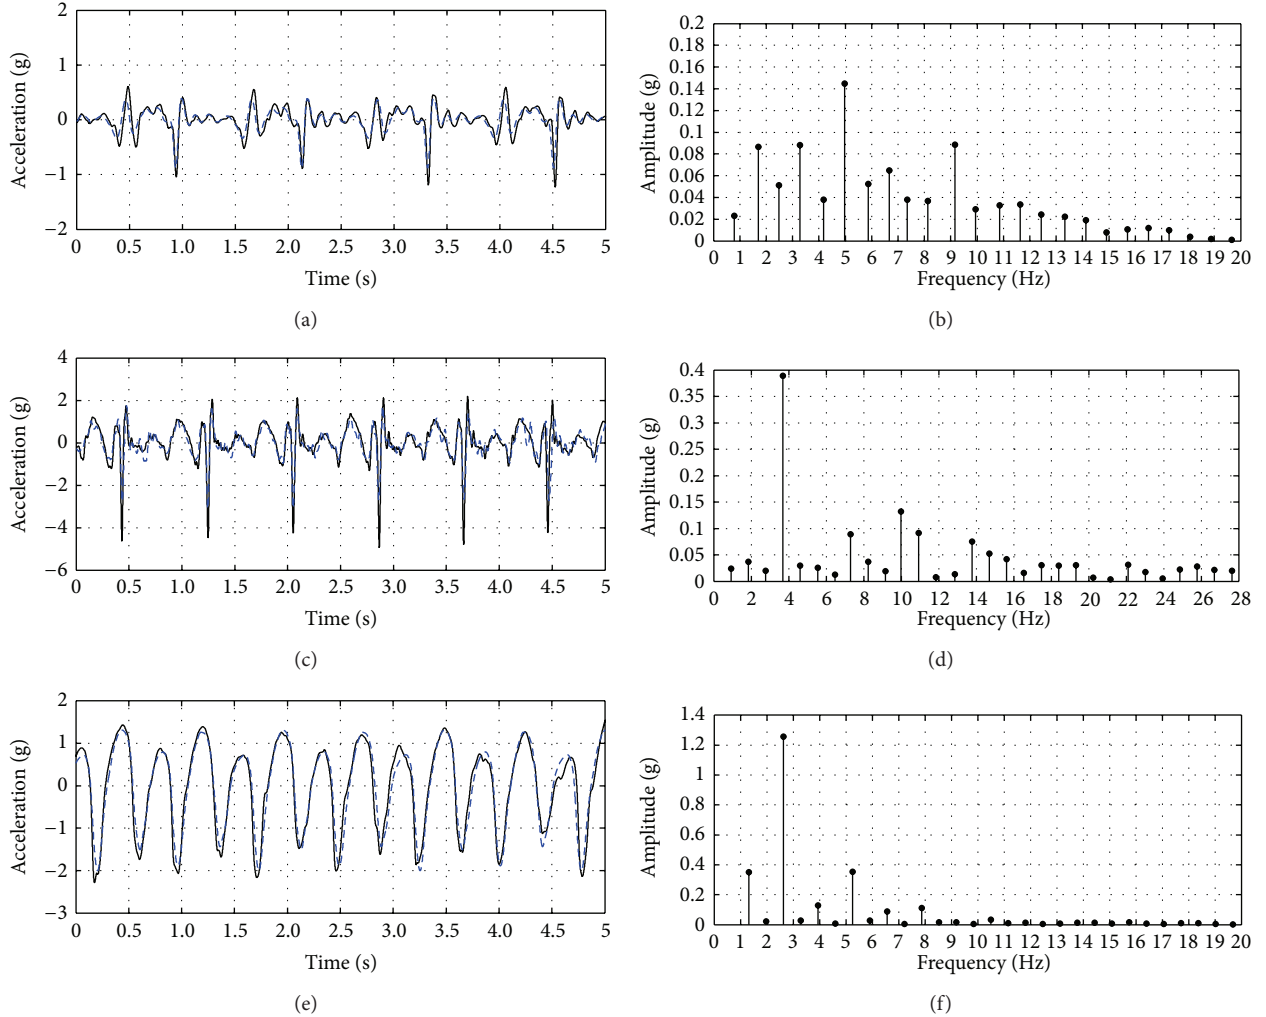 2
1
0
−1
−2
Acceleration (g)
0 0.5 1.0 1.5 2.0 2.5 3.0 3.5 4.0 4.5 5
Time (s)
(a)
0.2
0.18
0.16
0.14
0.12
0.1
0.08
0.06
0.04
0.02
0
Amplitude (g)
0 1 2 3 4 5 6 7 8 9 10 11 12 13 14 15 16 17 18 19 20
Frequency (Hz)
(b)
4
2
0
−2
−4
−6
Acceleration (g)
0 0.5 1.0 1.5 2.0 2.5 3.0 3.5 4.0 4.5 5
Time (s)
(c)
0.4
0.35
0.3
0.25
0.2
0.15
0.1
0.05
0
Amplitude (g)
0 2 4 6 8 10 12 14 16 18 20 22 24 26 28
Frequency (Hz)
(d)
2
1
0
−1
−2
−3
Acceleration (g)
0 0.5 1.0 1.5 2.0 2.5 3.0 3.5 4.0 4.5 5
Time (s)
(e)
1.4
1.2
1
0.8
0.6
0.4
0.2
0
Amplitude (g)
0 1 2 3 4 5 6 7 8 9 10 11 12 13 14 15 16 17 18 19 20
Frequency (Hz)
(f)